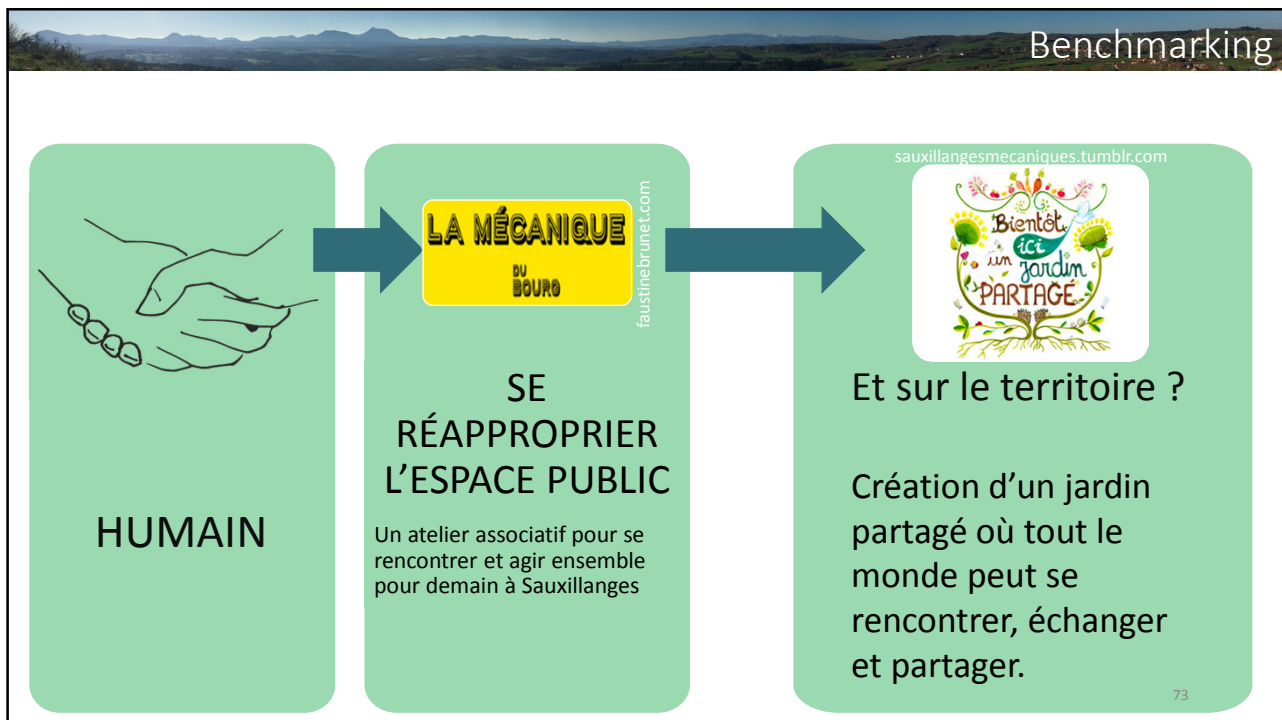 Benchmarking
HUMAIN
LA MÉCANIQUE
DU
BOURG
faustinebrunet.com
SE
RÉAPPROPRIER
L’ESPACE PUBLIC
Un atelier associatif pour se
rencontrer et agir ensemble
pour demain à Sauxillanges
sauxillangesmecaniques.tumblr.com
Bientôt
ici
un
jardin
PARTAGÉ
Et sur le territoire ?
Création d’un jardin
partagé où tout le
monde peut se
rencontrer, échanger
et partager.
73